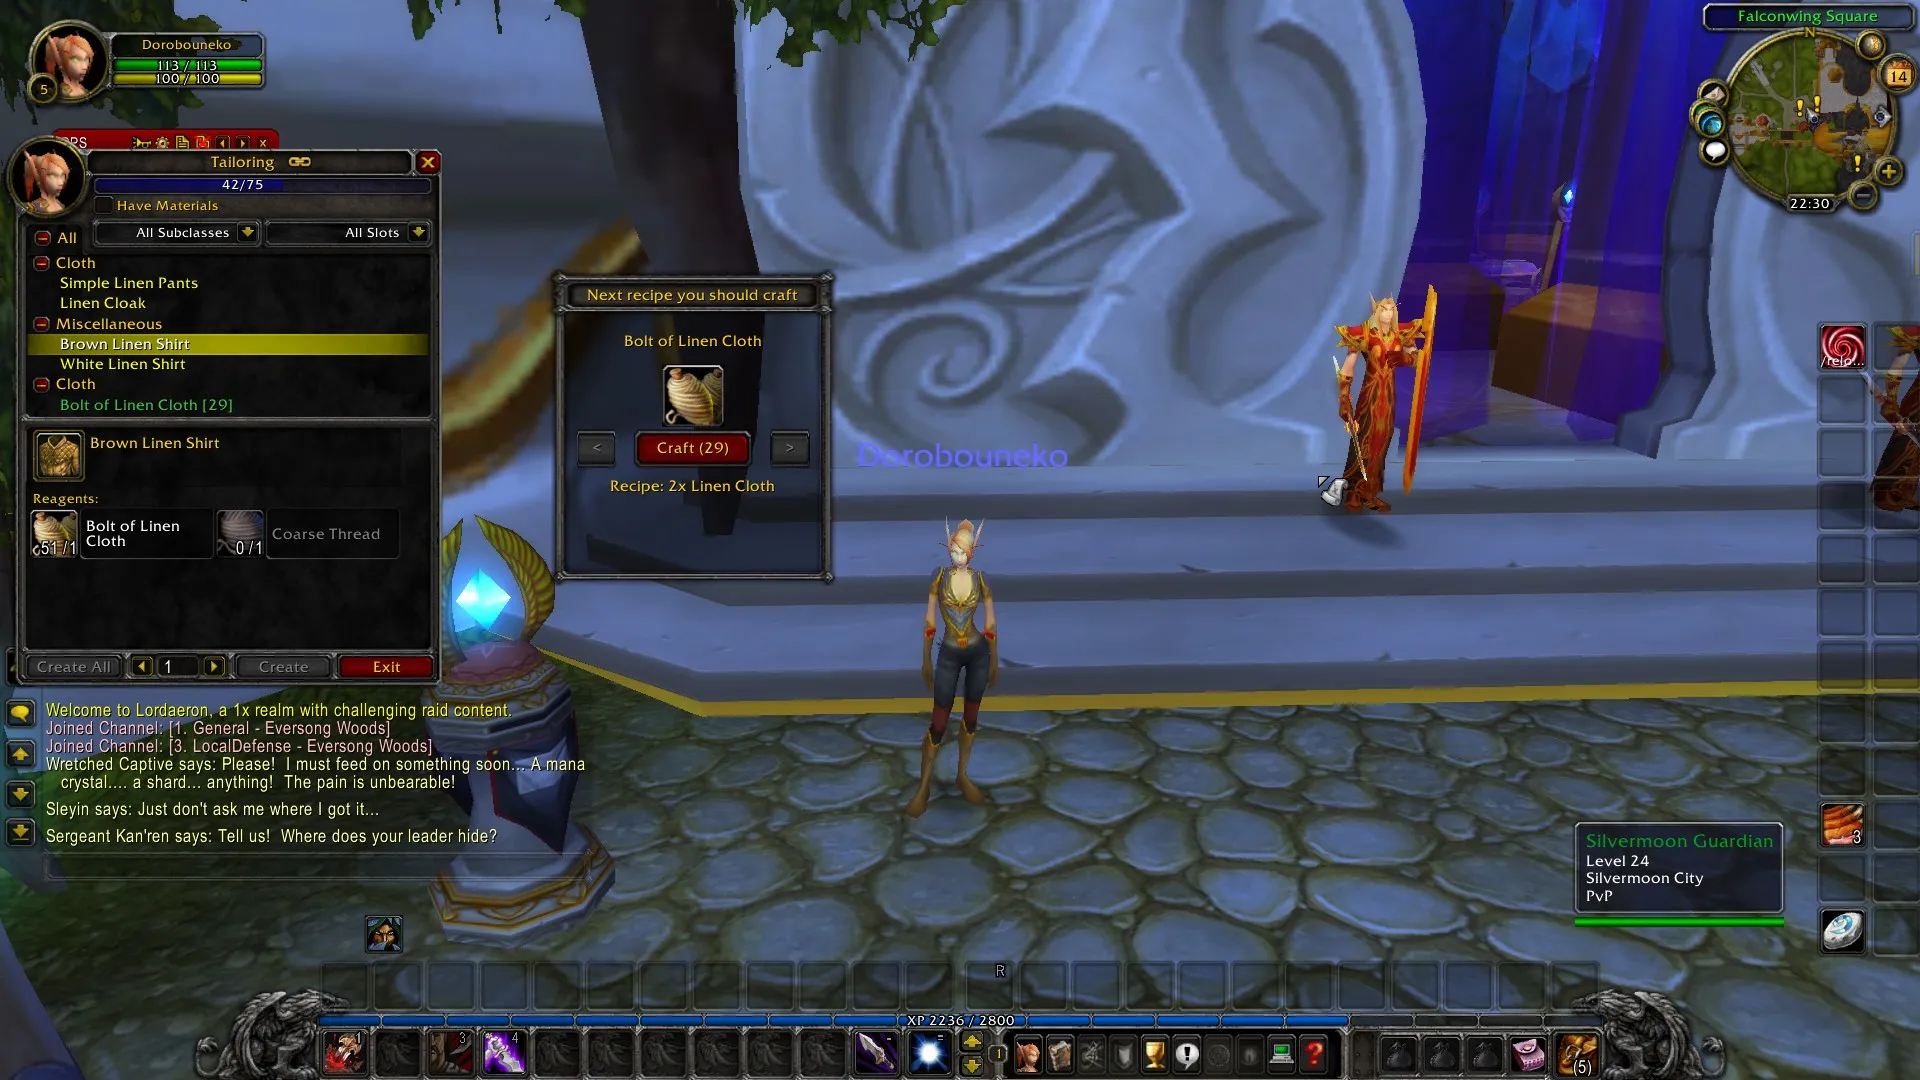 Dorobouneko
113 / 113
100 / 100
5
Falconwing Square
N
14
22:30
Tailoring
42/75
Have Materials
All Subclasses
All Slots
All
Cloth
Simple Linen Pants
Linen Cloak
Miscellaneous
Brown Linen Shirt
White Linen Shirt
Cloth
Bolt of Linen Cloth [29]
Brown Linen Shirt
Reagents:
Bolt of Linen
Cloth
51/1
Coarse Thread
0/1
Create All
1
Create
Exit
Next recipe you should craft
Bolt of Linen Cloth
<
Craft (29)
>
Recipe: 2x Linen Cloth
Dorobouneko
/relo...
3
Welcome to Lordaeron, a 1x realm with challenging raid content.
Joined Channel: [1. General - Eversong Woods]
Joined Channel: [3. LocalDefense - Eversong Woods]
Wretched Captive says: Please!  I must feed on something soon... A mana
crystal.... a shard... anything!  The pain is unbearable!
Sleyin says: Just don't ask me where I got it...
Sergeant Kan'ren says: Tell us!  Where does your leader hide?
Silvermoon Guardian
Level 24
Silvermoon City
PvP
R
XP 2236 / 2800
1
3
4
-
=
1
(5)